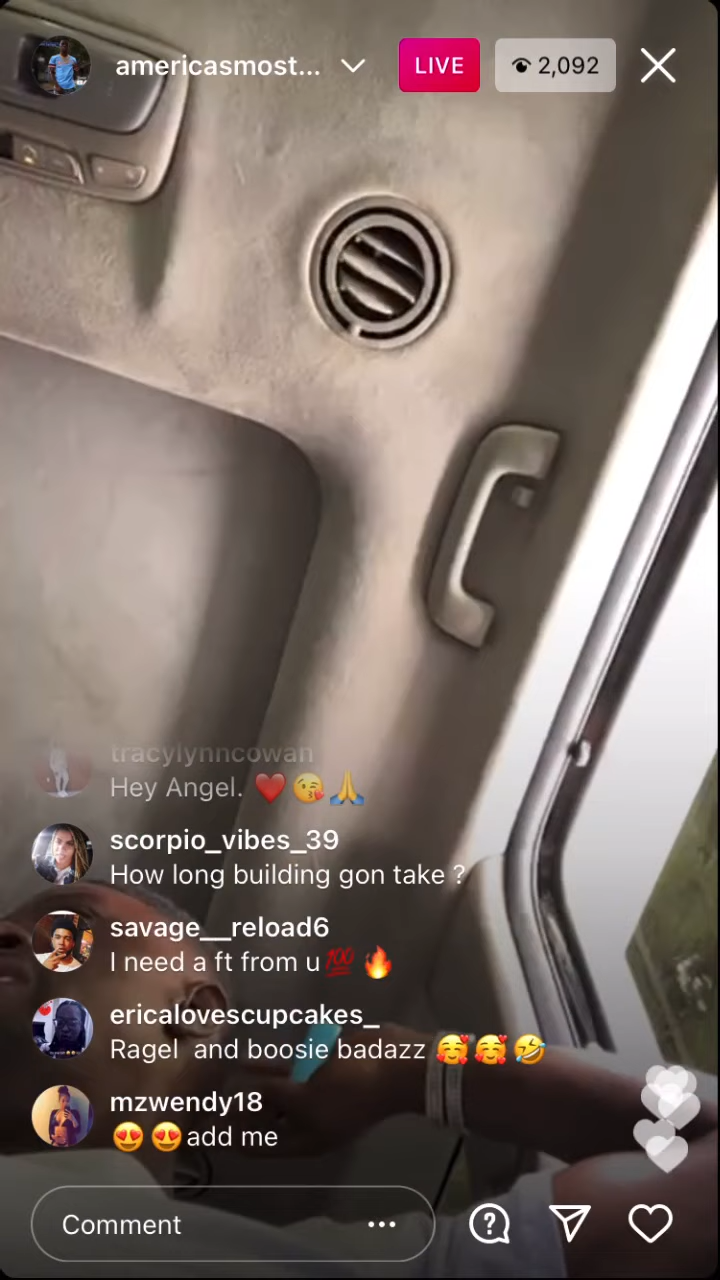 americasmost...
LIVE
2,092
tracylynncowan
Hey Angel. ❤️😘🙏
scorpio_vibes_39
How long building gon take ?
savage__reload6
I need a ft from u💯🔥
ericalovescupcakes_
Ragel and boosie badazz 🥰🥰🤣
mzwendy18
😍😍add me
Comment